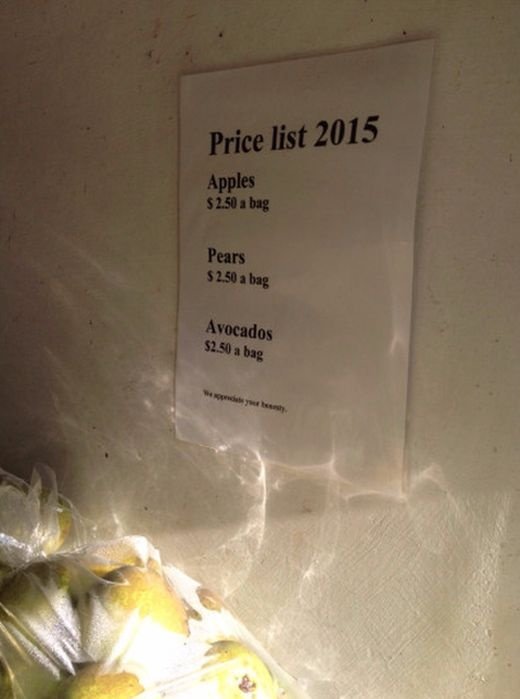 Price list 2015
Apples
$ 2.50 a bag
Pears
$ 2.50 a bag
Avocados
$2.50 a bag
We appreciate your honesty.